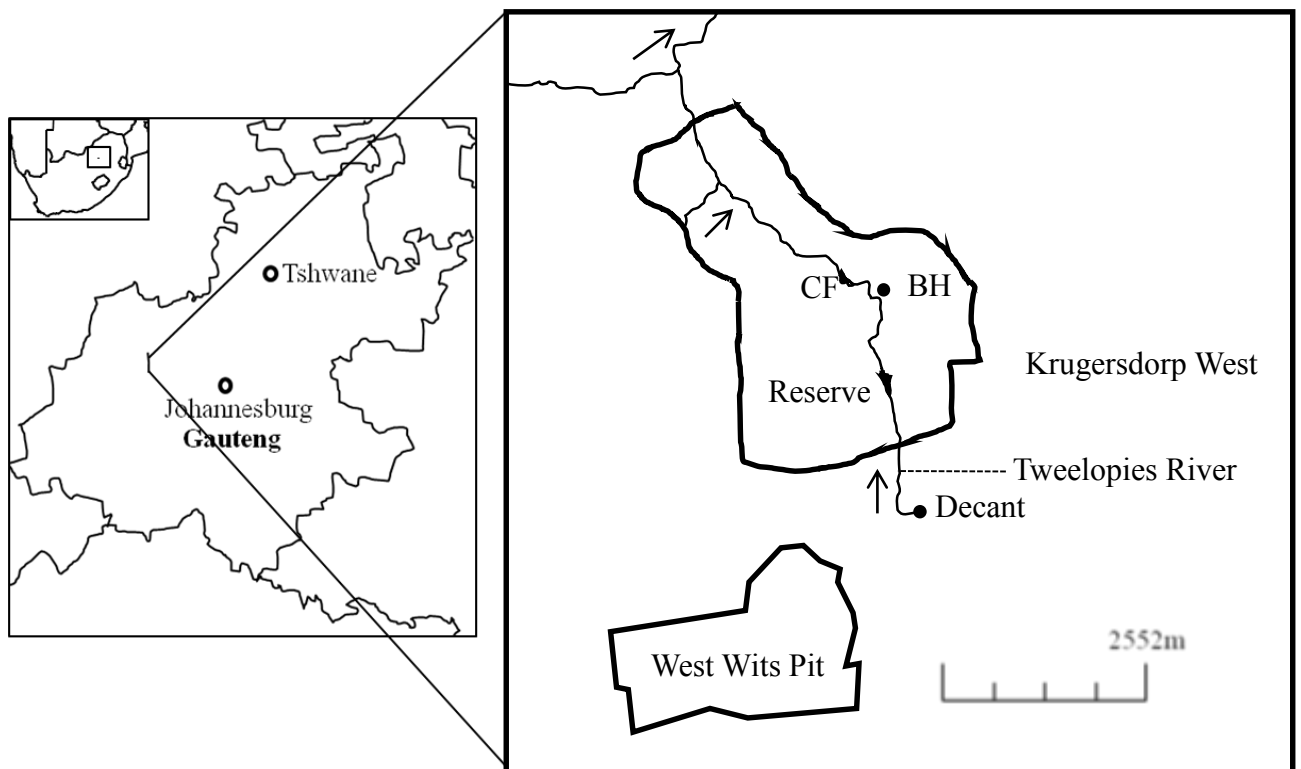 Tshwane
Johannesburg
Gauteng
CF
BH
Krugersdorp West
Reserve
Tweelopies River
Decant
West Wits Pit
2552m